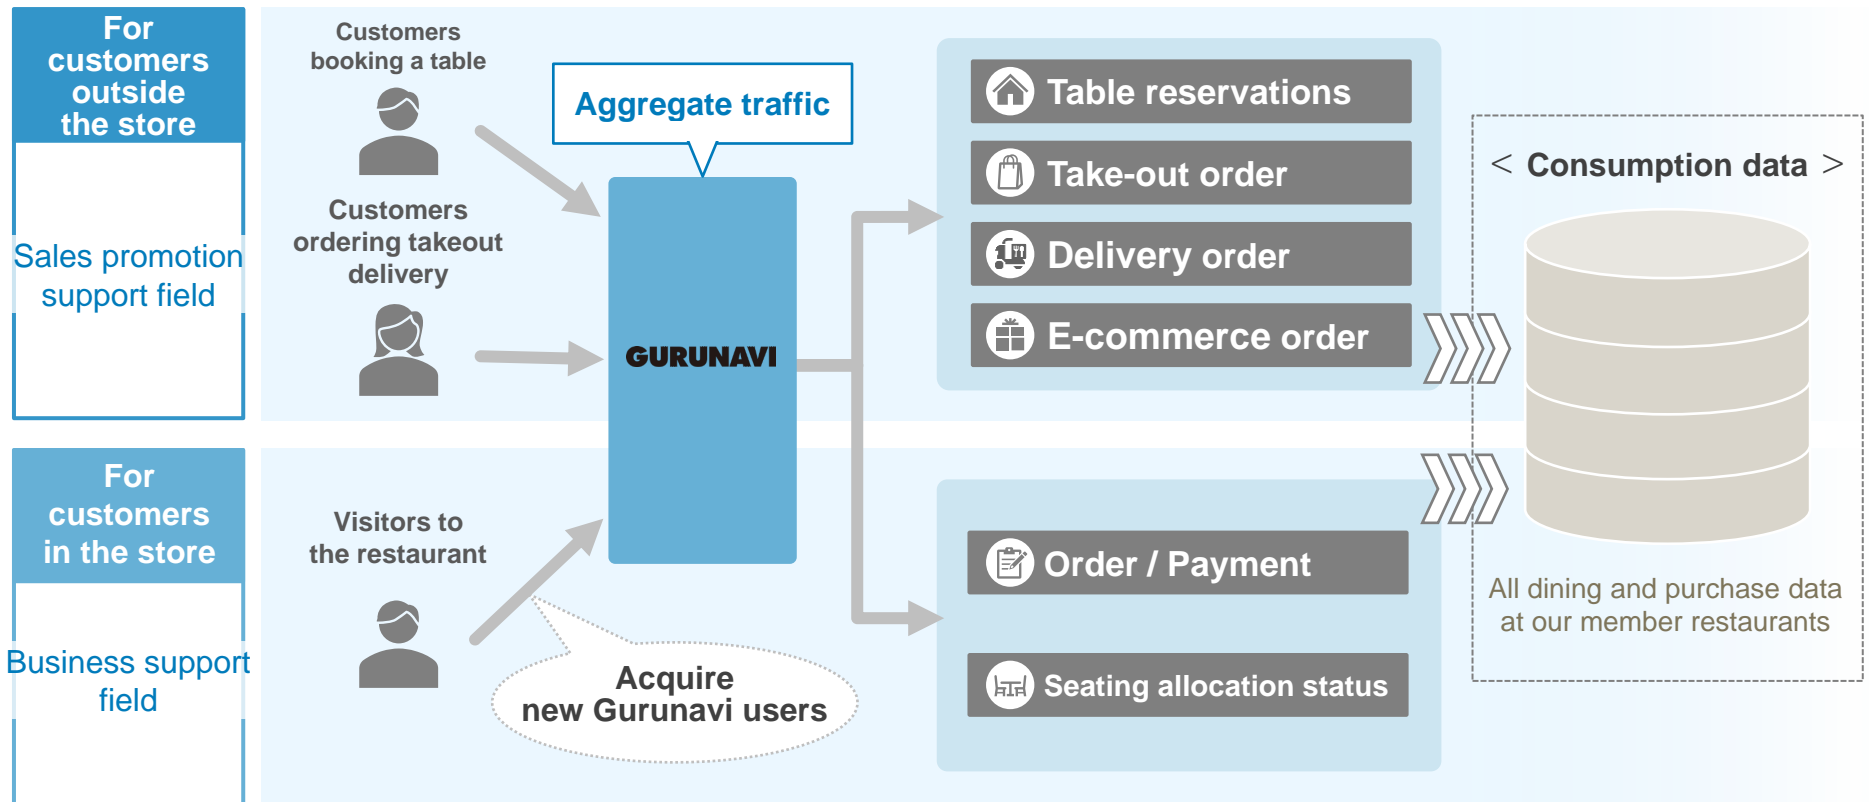 For
customers
outside
the store
Sales promotion
support field
Customers
booking a table
Customers
ordering takeout
delivery
Aggregate traffic
GURUNAVI
Table reservations
Take-out order
Delivery order
E-commerce order
< Consumption data >
All dining and purchase data
at our member restaurants
For
customers
in the store
Business support
field
Visitors to
the restaurant
Acquire
new Gurunavi users
Order / Payment
Seating allocation status